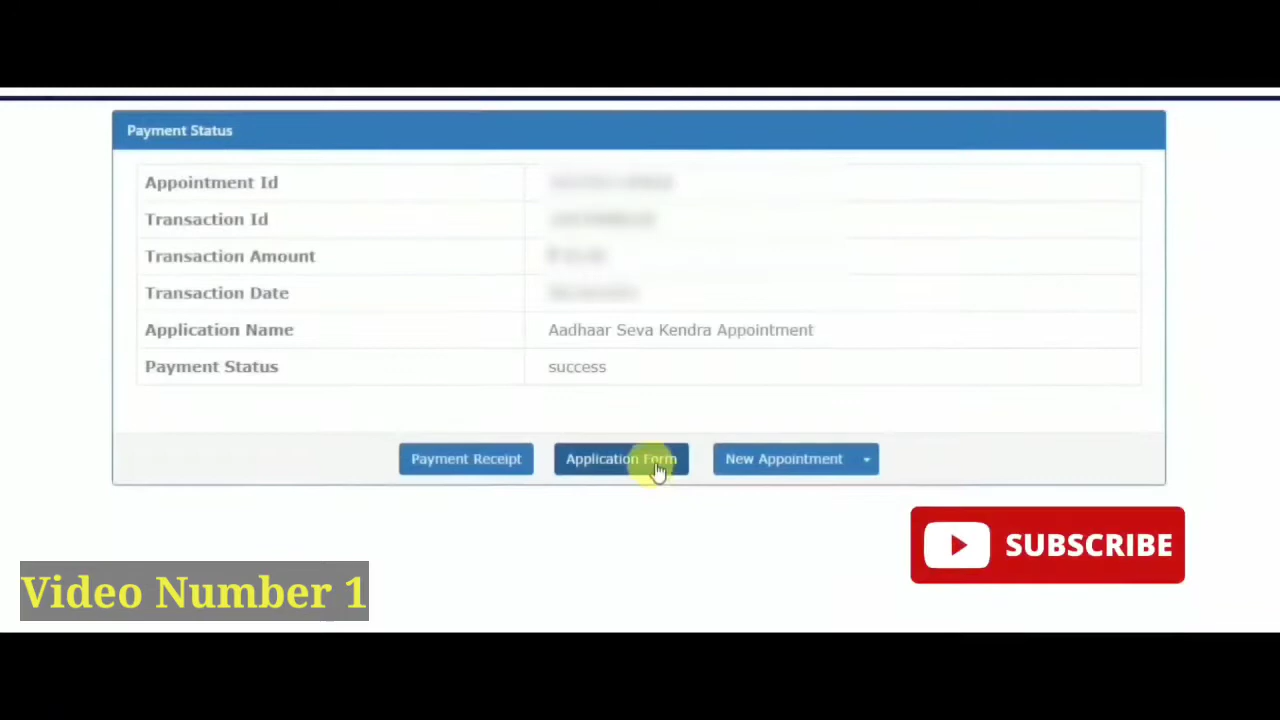 Payment Status
Appointment Id
Transaction Id
Transaction Amount
Transaction Date
Application Name Aadhaar Seva Kendra Appointment
Payment Status success
Payment Receipt Application Form New Appointment
SUBSCRIBE
Video Number 1